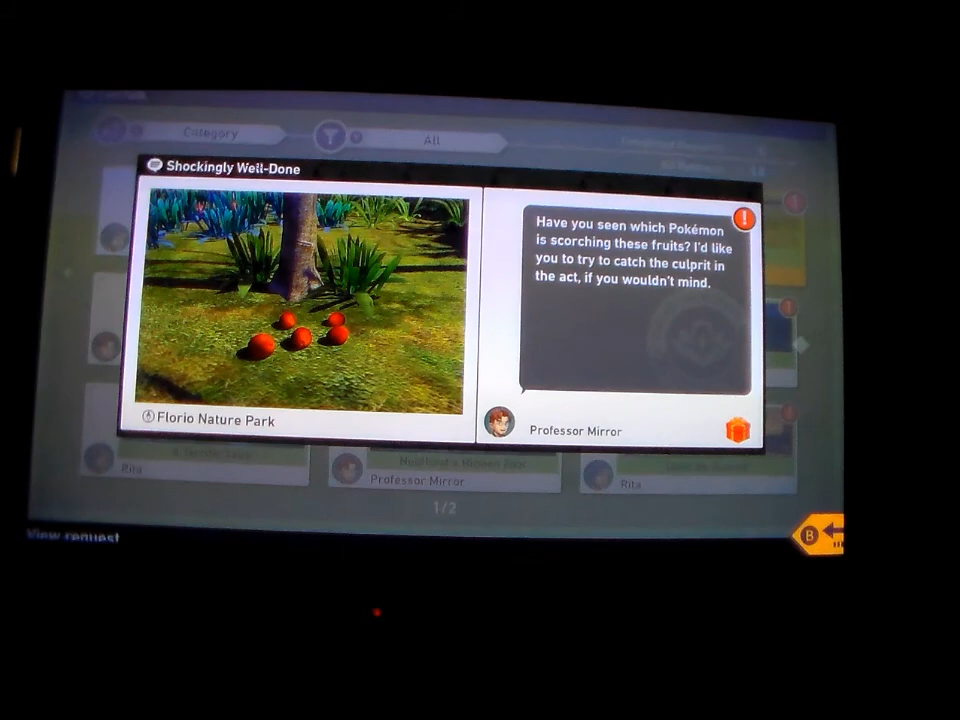 Category
All
Shockingly Well-Done
Have you seen which Pokémon
is scorching these fruits? I'd like
you to try to catch the culprit in
the act, if you wouldn't mind.
Florio Nature Park
Professor Mirror
Rita
Professor Mirror
Rita
1/2
View request
B